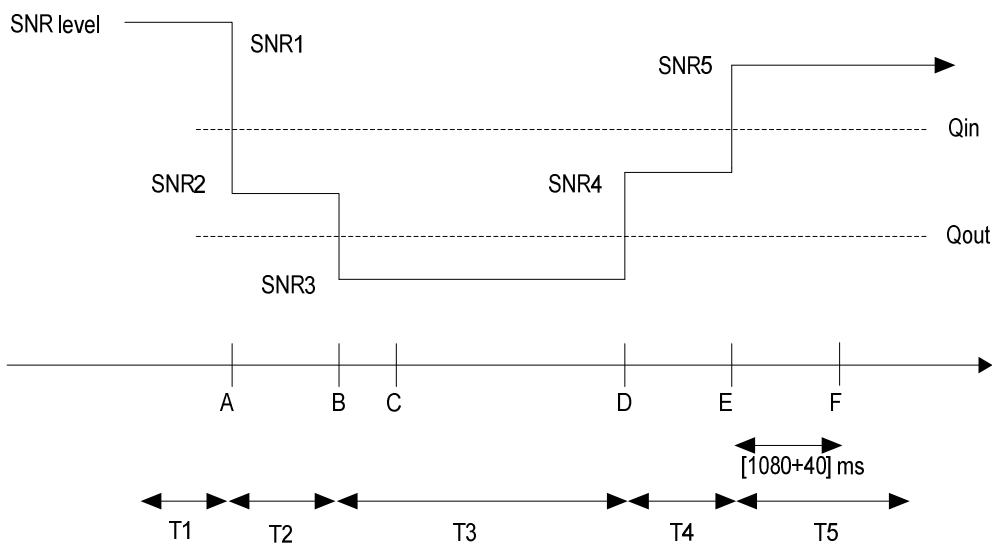 SNR level
SNR1
SNR5
Qin
SNR2
SNR4
Qout
SNR3
A B C D E F
[1080+40] ms
T1 T2 T3 T4 T5